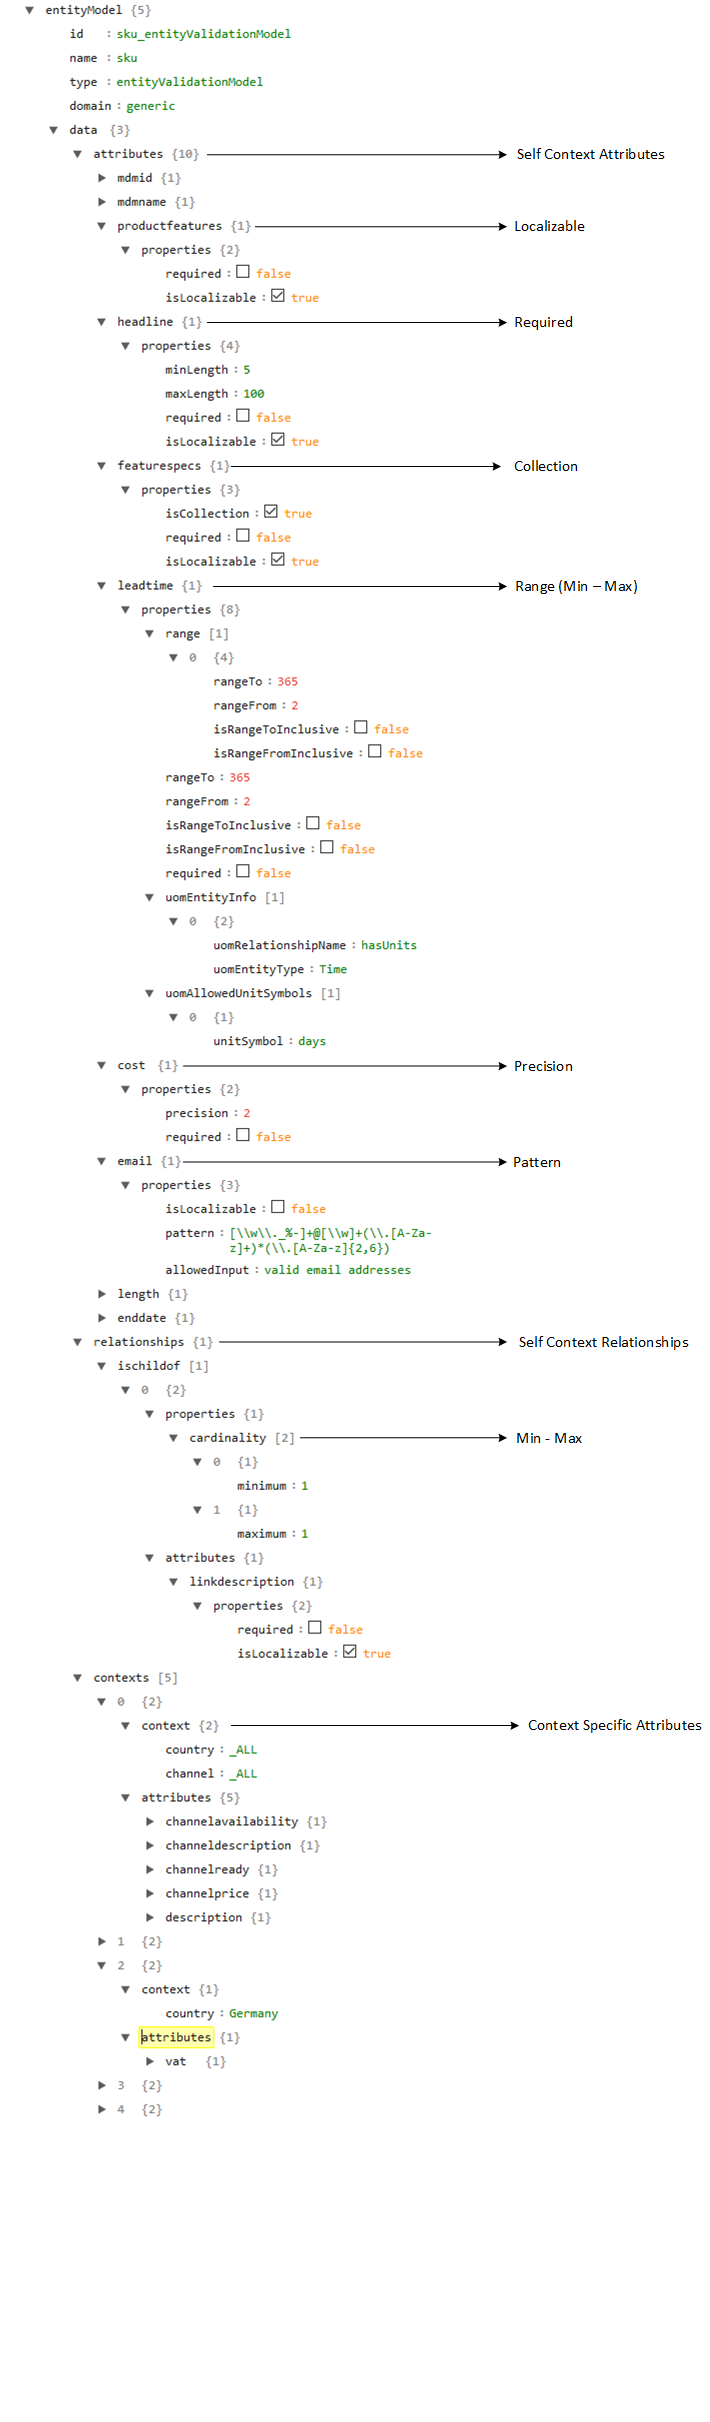 entityModel {5}
id : sku_entityValidationModel
name : sku
type : entityValidationModel
domain : generic
data {3}
attributes {10} Self Context Attributes
mdmid {1}
mdmname {1}
productfeatures {1} Localizable
properties {2}
required : false
isLocalizable : true
headline {1} Required
properties {4}
minLength : 5
maxLength : 100
required : false
isLocalizable : true
featurespecs {1} Collection
properties {3}
isCollection : true
required : false
isLocalizable : true
leadtime {1} Range (Min – Max)
properties {8}
range [1]
0 {4}
rangeTo : 365
rangeFrom : 2
isRangeToInclusive : false
isRangeFromInclusive : false
rangeTo : 365
rangeFrom : 2
isRangeToInclusive : false
isRangeFromInclusive : false
required : false
uomEntityInfo [1]
0 {2}
uomRelationshipName : hasUnits
uomEntityType : Time
uomAllowedUnitSymbols [1]
0 {1}
unitSymbol : days
cost {1} Precision
properties {2}
precision : 2
required : false
email {1} Pattern
properties {3}
isLocalizable : false
pattern : [\\w\\._%-]+@[\\w]+(\\.[A-Za-
z]+)*(\\.[A-Za-z]{2,6})
allowedInput : valid email addresses
length {1}
enddate {1}
relationships {1} Self Context Relationships
ischildof [1]
0 {2}
properties {1}
cardinality [2] Min - Max
0 {1}
minimum : 1
1 {1}
maximum : 1
attributes {1}
linkdescription {1}
properties {2}
required : false
isLocalizable : true
contexts [5]
0 {2}
context {2} Context Specific Attributes
country : _ALL
channel : _ALL
attributes {5}
channelavailability {1}
channeldescription {1}
channelready {1}
channelprice {1}
description {1}
1 {2}
2 {2}
context {1}
country : Germany
attributes {1}
vat {1}
3 {2}
4 {2}